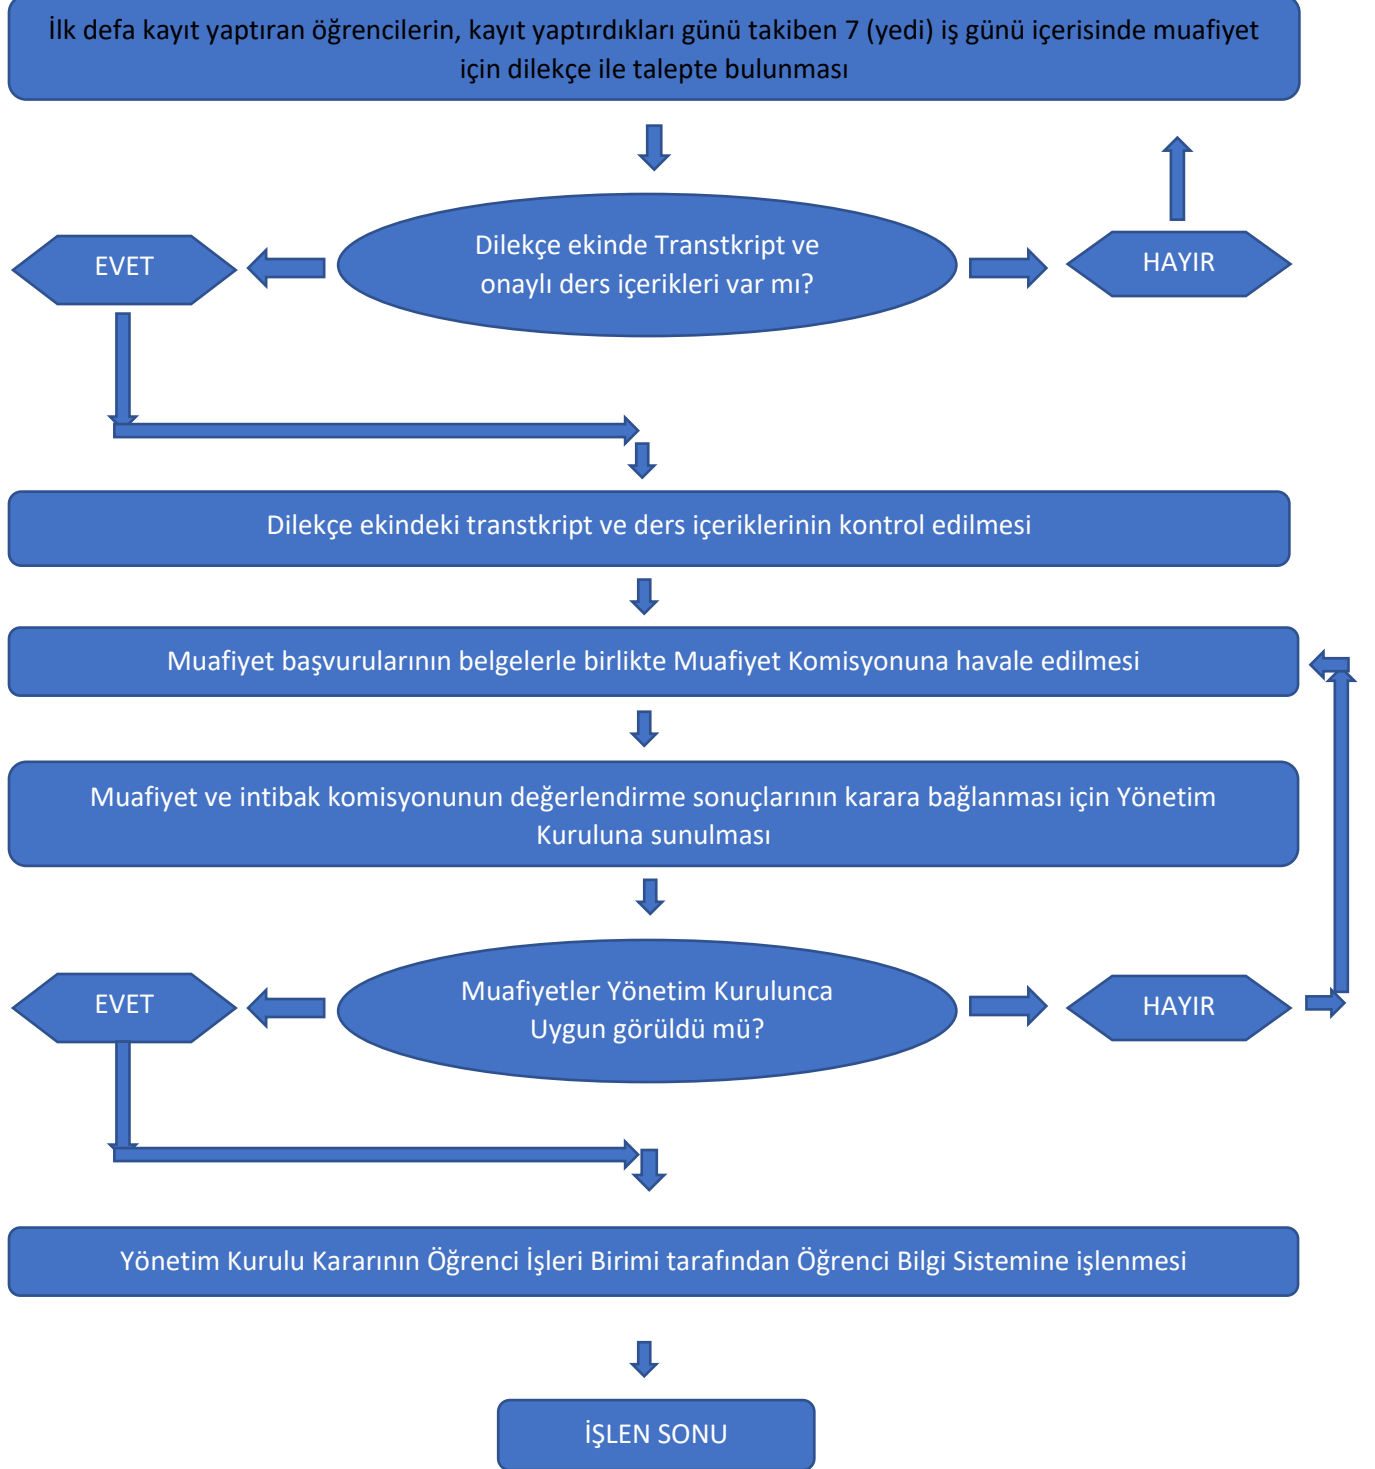 İlk defa kayıt yaptıran öğrencilerin, kayıt yaptırdıkları günü takiben 7 (yedi) iş günü içerisinde muafiyet
için dilekçe ile talepte bulunması
Dilekçe ekinde Transtkript ve
onaylı ders içerikleri var mı?
EVET
HAYIR
Dilekçe ekindeki transtkript ve ders içeriklerinin kontrol edilmesi
Muafiyet başvurularının belgelerle birlikte Muafiyet Komisyonuna havale edilmesi
Muafiyet ve intibak komisyonunun değerlendirme sonuçlarının karara bağlanması için Yönetim
Kuruluna sunulması
Muafiyetler Yönetim Kurulunca
Uygun görüldü mü?
EVET
HAYIR
Yönetim Kurulu Kararının Öğrenci İşleri Birimi tarafından Öğrenci Bilgi Sistemine işlenmesi
İŞLEN SONU